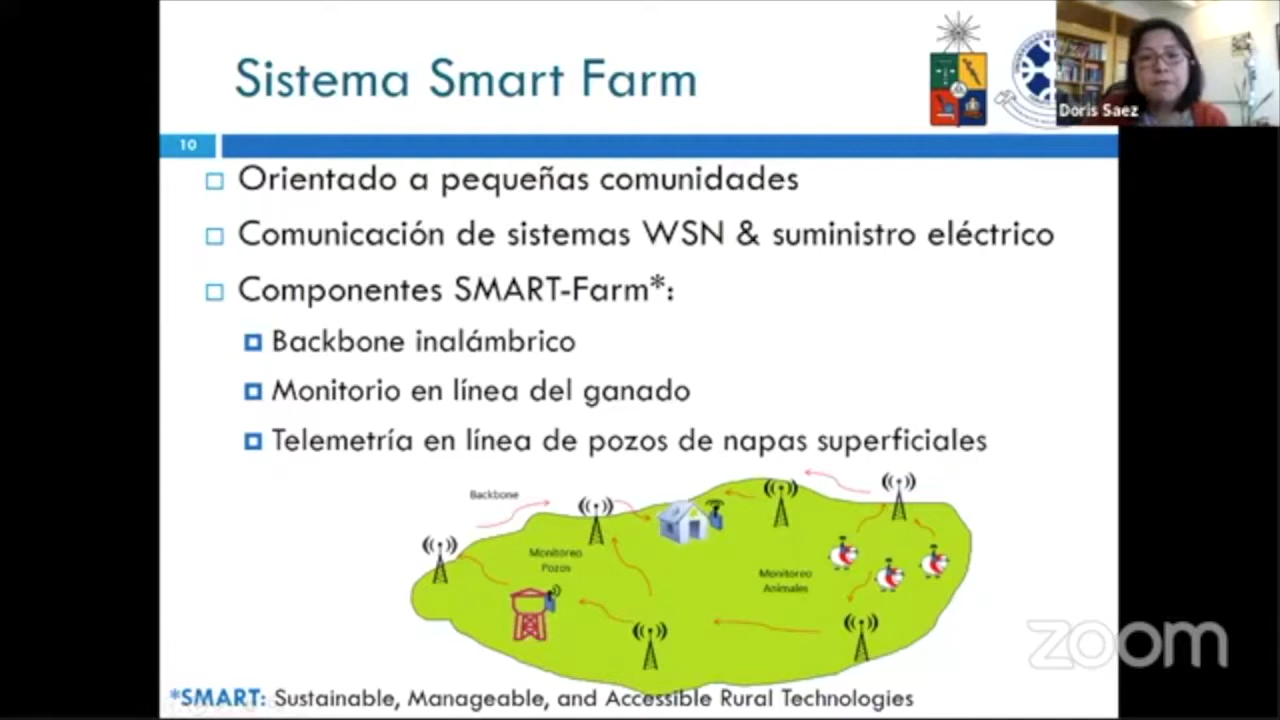 Sistema Smart Farm
Doris Saez
10
Orientado a pequeñas comunidades
Comunicación de sistemas WSN & suministro eléctrico
Componentes SMART-Farm*:
Backbone inalámbrico
Monitorio en línea del ganado
Telemetría en línea de pozos de napas superficiales
Backbone
Monitoreo
Pozos
Monitoreo
Animales
zoom
*SMART: Sustainable, Manageable, and Accessible Rural Technologies